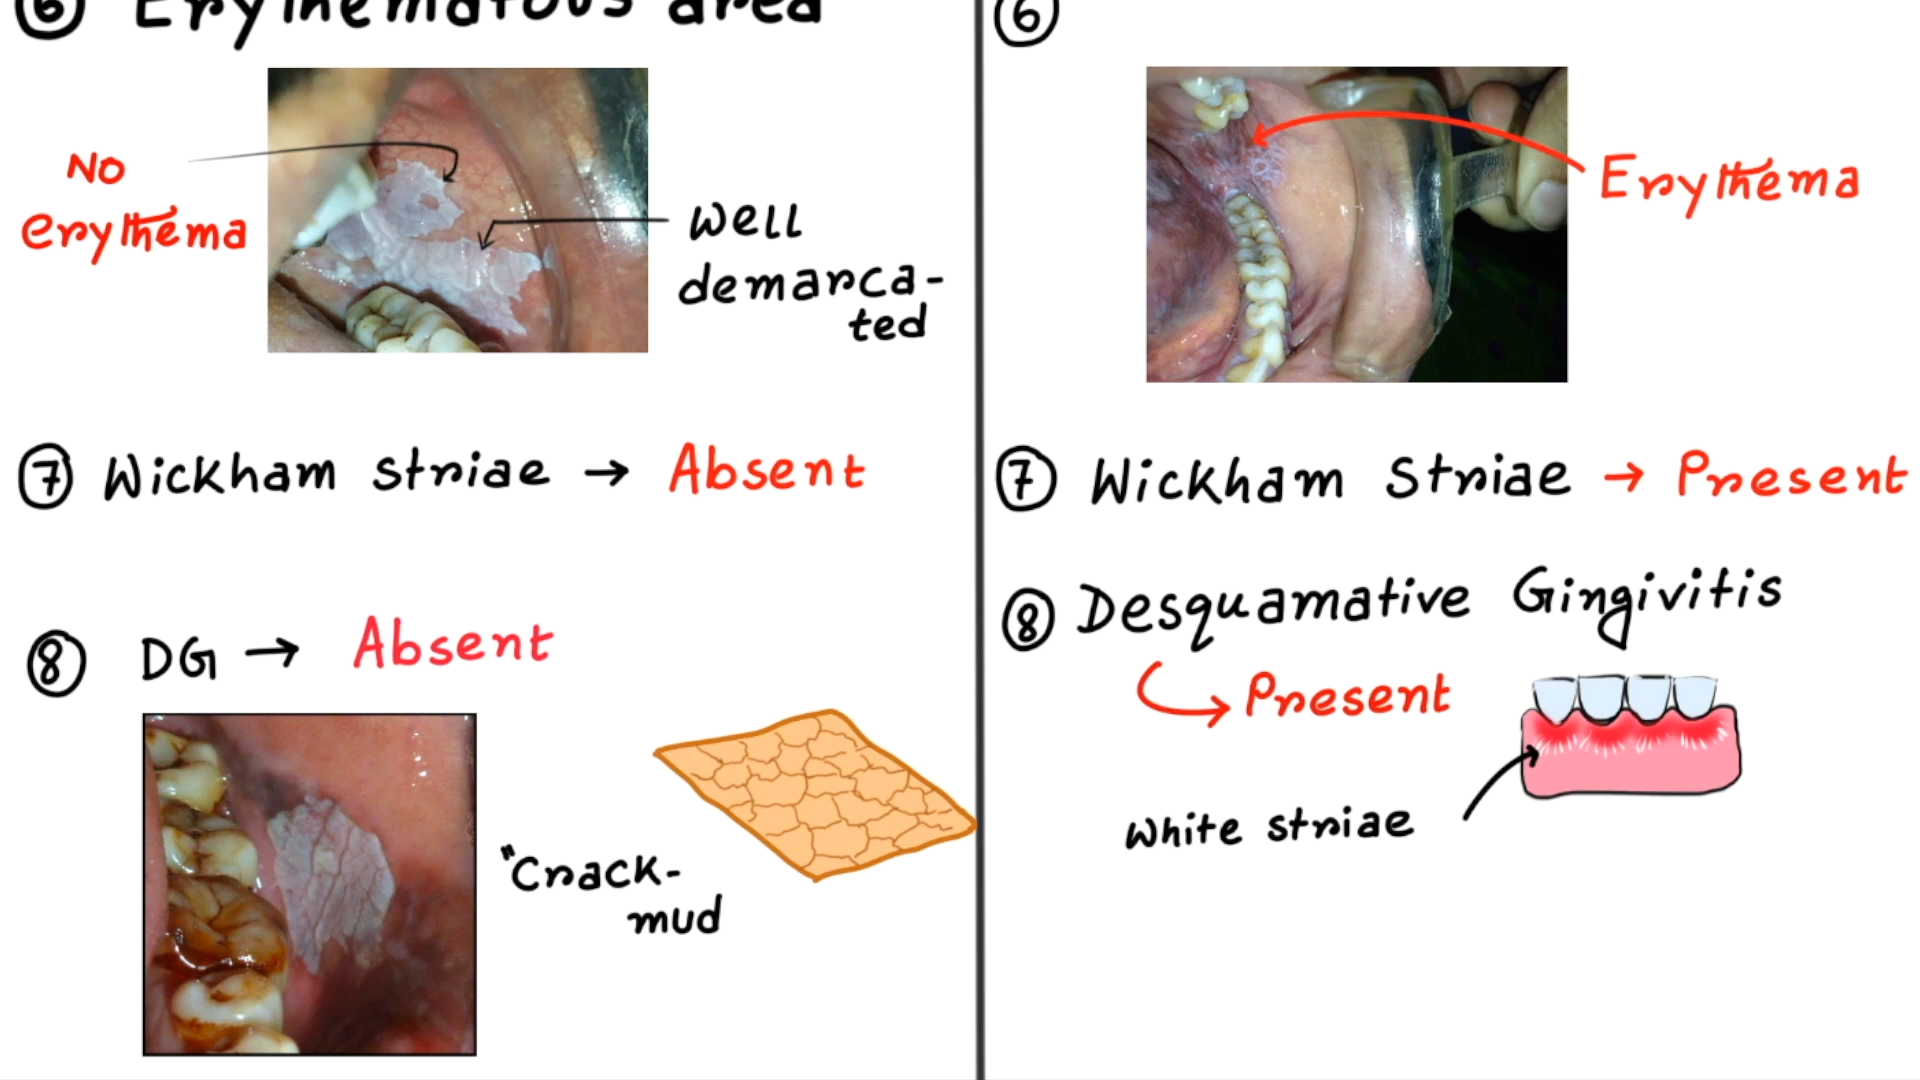 6 Erythematous area
No
erythema
Well
demarca-
ted
7 Wickham striae → Absent
8 DG → Absent
"Crack-
mud
6
Erythema
7 Wickham Striae → Present
8 Desquamative Gingivitis
Present
White striae